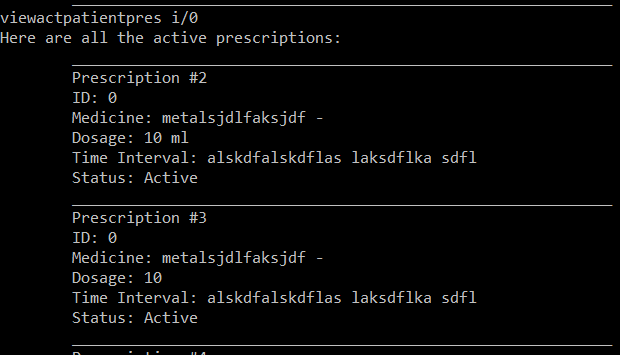 viewactpatientpres i/0
Here are all the active prescriptions:
Prescription #2
ID: 0
Medicine: metalsjdlfaksjdf -
Dosage: 10 ml
Time Interval: alskdfalskdflas laksdflka sdfl
Status: Active
Prescription #3
ID: 0
Medicine: metalsjdlfaksjdf -
Dosage: 10
Time Interval: alskdfalskdflas laksdflka sdfl
Status: Active